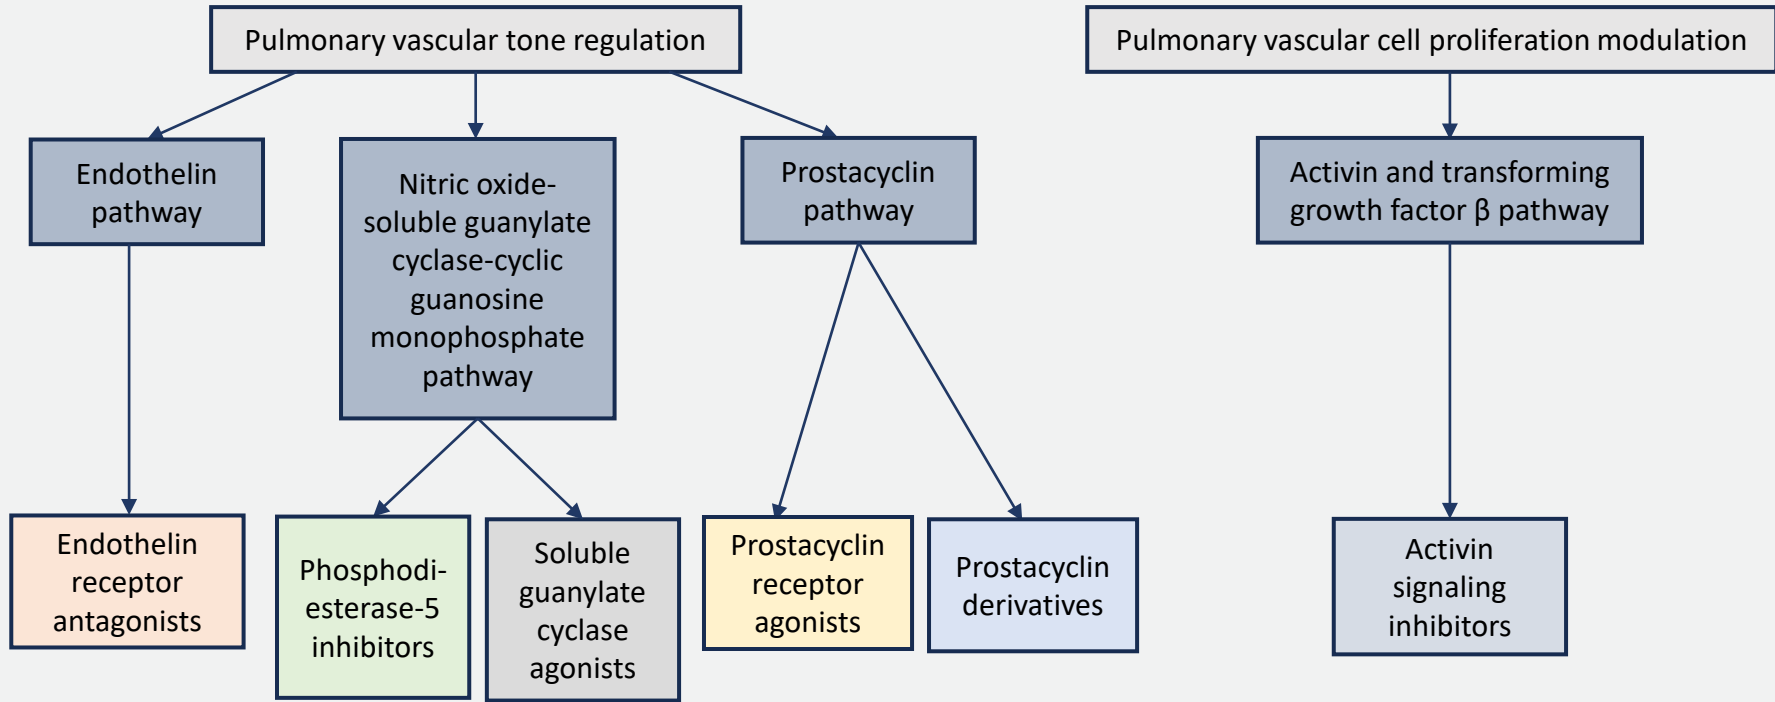 Pulmonary vascular tone regulation
Pulmonary vascular cell proliferation modulation
Endothelin
pathway
Nitric oxide-
soluble guanylate
cyclase-cyclic
guanosine
monophosphate
pathway
Prostacyclin
pathway
Activin and transforming
growth factor β pathway
Endothelin
receptor
antagonists
Phosphodi-
esterase-5
inhibitors
Soluble
guanylate
cyclase
agonists
Prostacyclin
receptor
agonists
Prostacyclin
derivatives
Activin
signaling
inhibitors